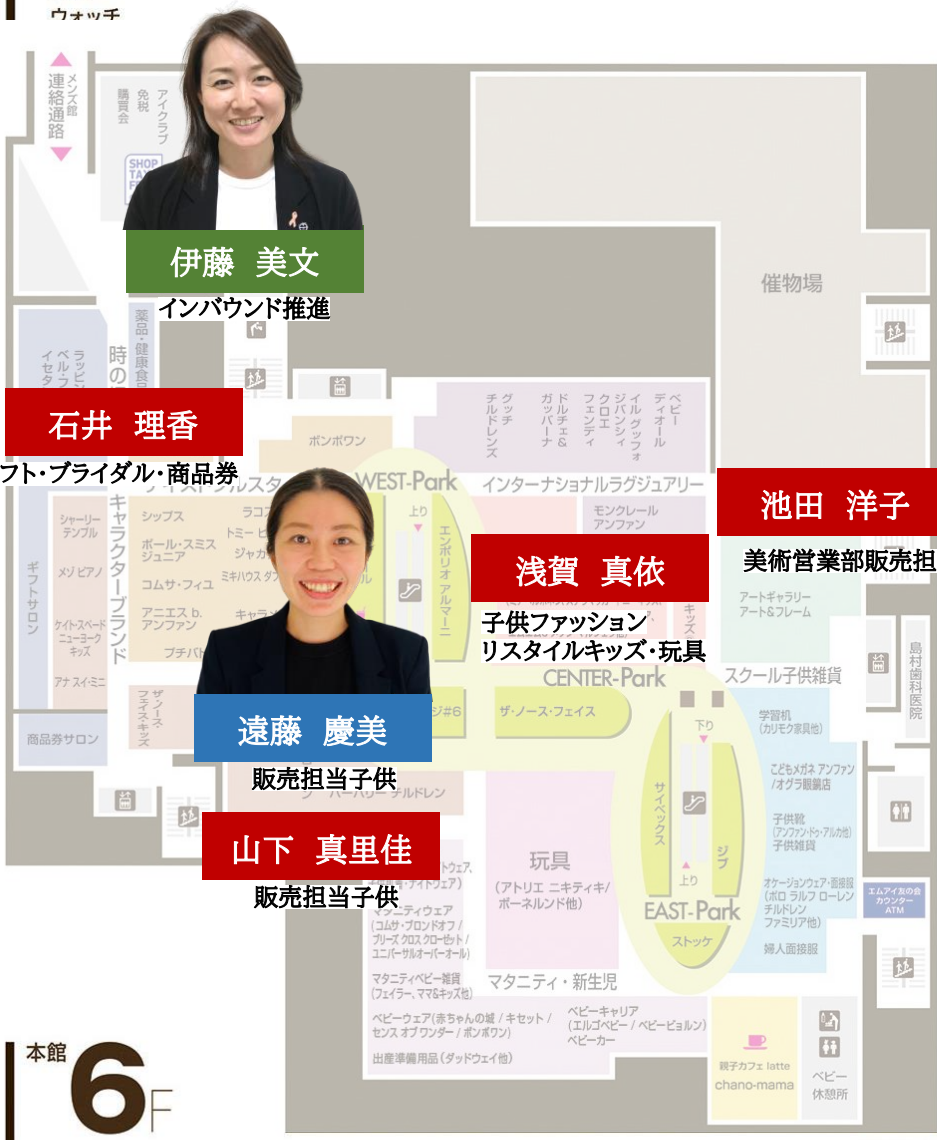 ウォッチ
メンズ館
連絡通路
アイクラブ
免税
購買会
SHOP
TAX
伊藤 美文
インバウンド推進
催物場
薬品・健康食品
石井 理香
フト・ブライダル・商品券
ボンポワン
グッチ
チルドレンズ
ドルチェ&
ガッバーナ
フェンディ
クロエ
ジバンシィ
イル グッフォ
ベビー
ディオール
WEST-Park
インターナショナルラグジュアリー
池田 洋子
美術営業部販売担
モンクレール
アンファン
上り
エンポリオ アルマーニ
キャラクターブランド
シャーリー
テンプル
メゾ ピアノ
ケイト・スペード
ニューヨーク
キッズ
アナ スイ・ミニ
ギフトサロン
シップス
ポール・スミス
ジュニア
コムサ・フィユ
アニエス b.
アンファン
浅賀 真依
子供ファッション
リスタイルキッズ・玩具
アートギャラリー
アート&フレーム
CENTER-Park
スクール子供雑貨
島村歯科医院
商品券サロン
ザ・ノース・
フェイス・キッズ
遠藤 慶美
販売担当子供
ザ・ノース・フェイス
下り
学習机
(カリモク家具他)
こどもメガネ アンファン
/オグラ眼鏡店
子供靴
(アンファン・ドゥ・アルカ他)
子供雑貨
バーバリー チルドレン
山下 真里佳
販売担当子供
サイベックス
ジープ
上り
玩具
(アトリエ ニキティキ/
ボーネルンド他)
EAST-Park
ストッケ
オケージョンウェア・面接服
(ポロ ラルフ ローレン
チルドレン
ファミリア他)
婦人面接服
エムアイ友の会
カウンター
ATM
マタニティウェア
(コムサ・ブロンドオフ /
ブリーズ クロス クローゼット /
ユニバーサルオーバーオール)
マタニティベビー雑貨
(フェイラー、ママ&キッズ他)
マタニティ・新生児
ベビーウェア(赤ちゃんの城 / キセット /
センス オブ ワンダー / ボンポワン)
ベビーキャリア
(エルゴベビー / ベビービョルン)
ベビーカー
出産準備用品(ダッドウェイ他)
親子カフェ latte
chano-mama
ベビー
休憩所
本館
6F